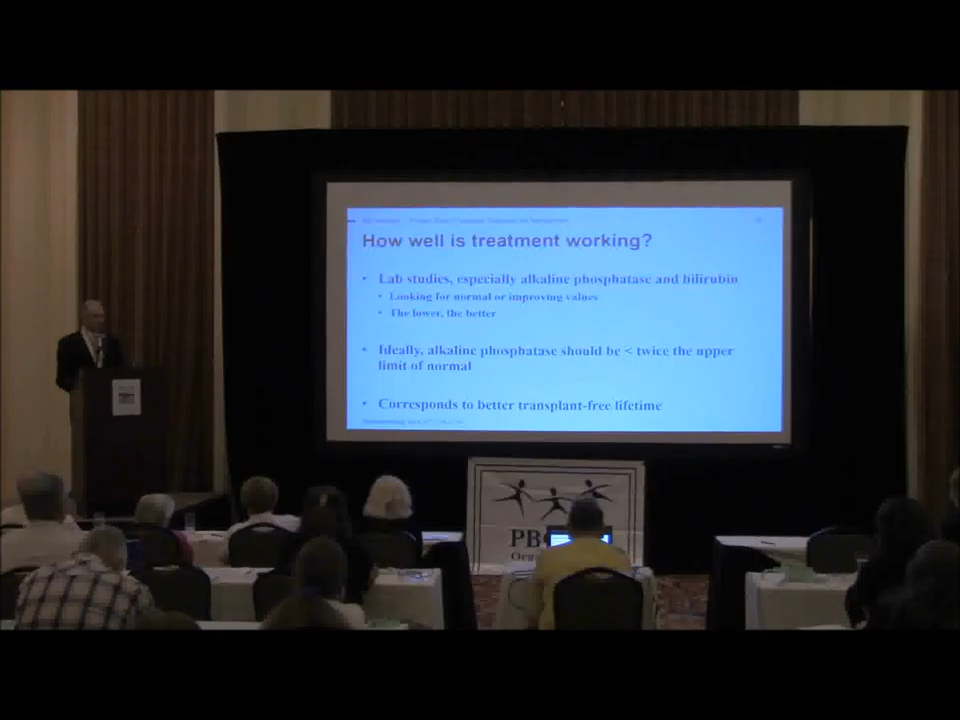 How well is treatment working?
• Lab studies, especially alkaline phosphatase and bilirubin
• Looking for normal or improving values
• The lower, the better
• Ideally, alkaline phosphatase should be < twice the upper
limit of normal
• Corresponds to better transplant-free lifetime
PB